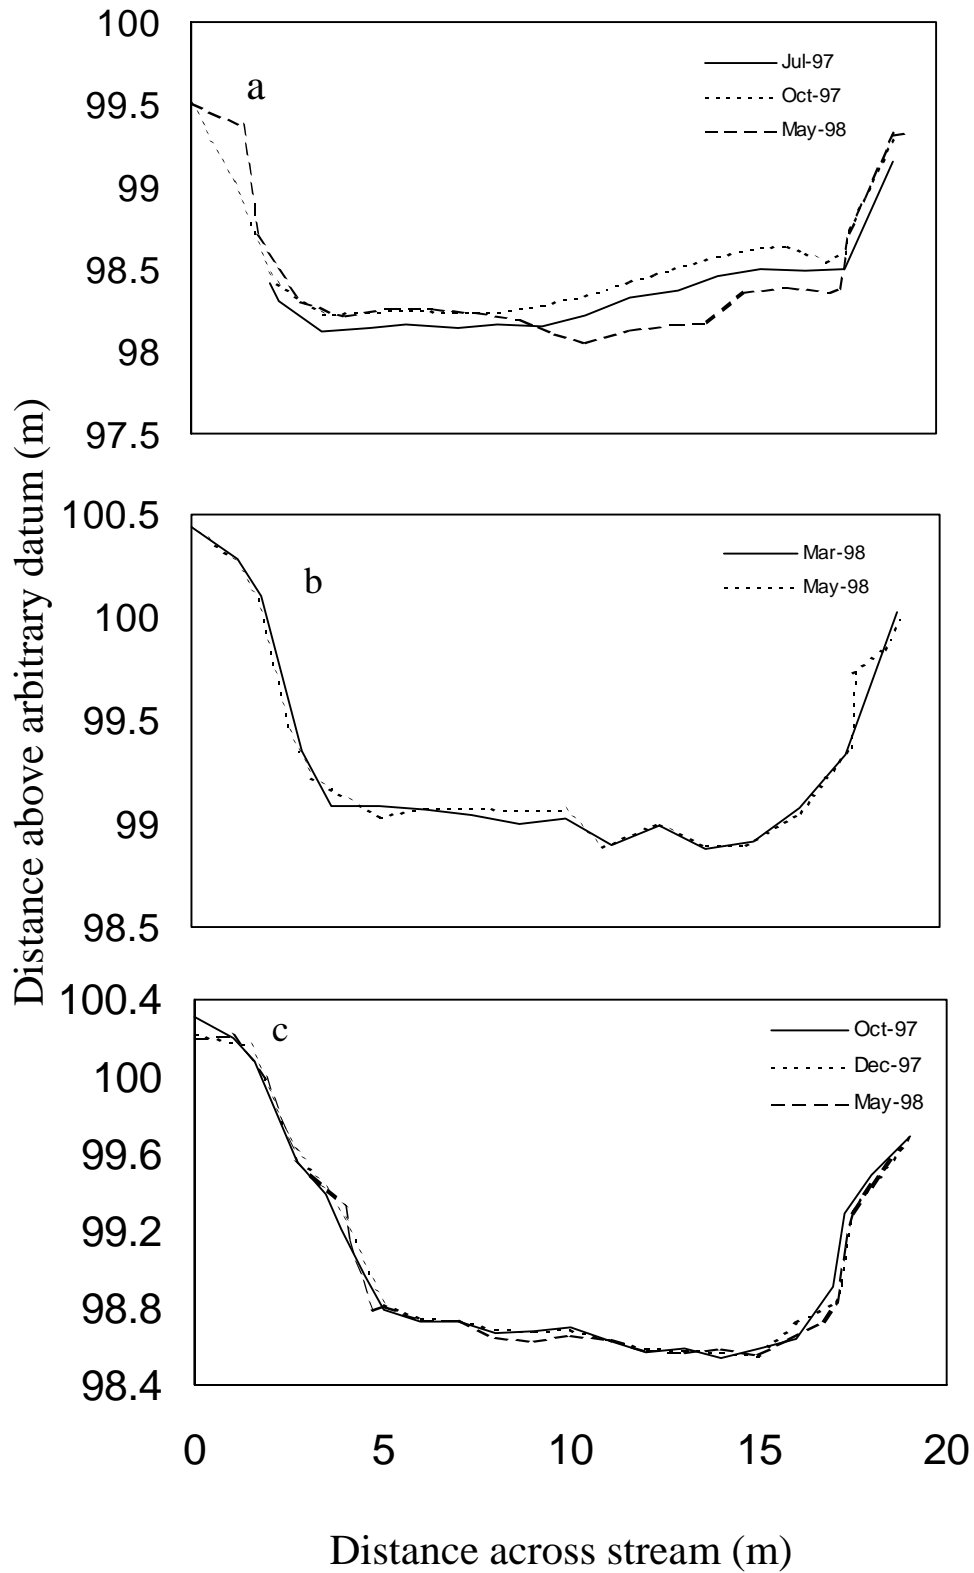 100
99.5
99
98.5
98
97.5
a
Jul-97
Oct-97
May-98
Distance above arbitrary datum (m)
100.5
100
99.5
99
98.5
b
Mar-98
May-98
100.4
100
99.6
99.2
98.8
98.4
c
Oct-97
Dec-97
May-98
0 5 10 15 20
Distance across stream (m)